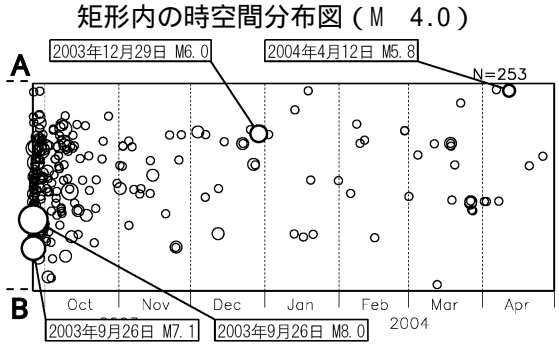 矩形内の時空間分布図（M 4.0）
2003年12月29日 M6.0
2004年4月12日 M5.8
A
N=253
B
Oct Nov Dec Jan Feb Mar Apr
2004
2003年9月26日 M7.1
2003年9月26日 M8.0